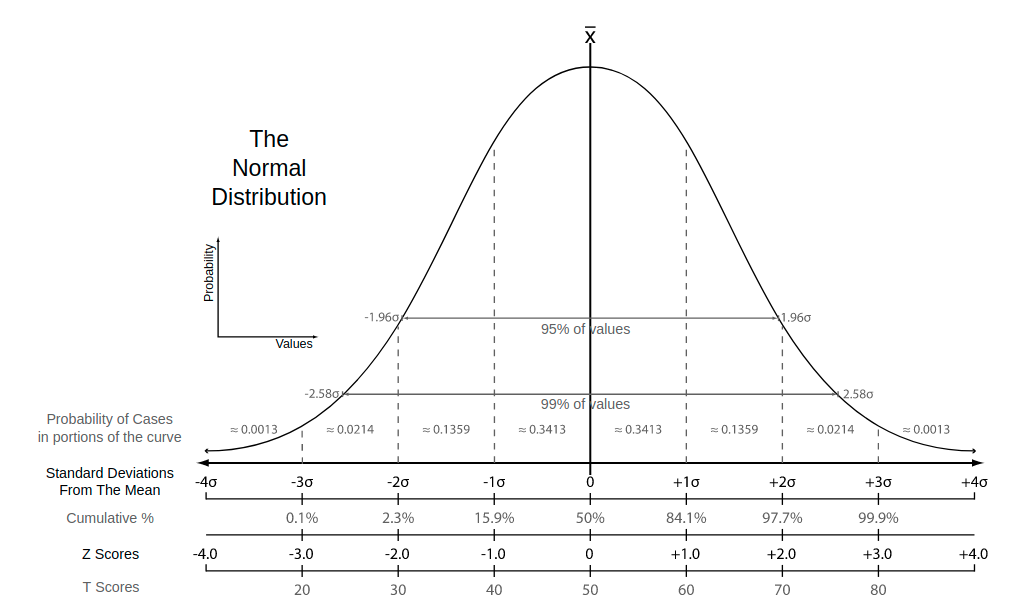 x̅
The
Normal
Distribution
Probability
Values
-1.96σ 1.96σ
95% of values
-2.58σ 2.58σ
99% of values
Probability of Cases
in portions of the curve
≈ 0.0013 ≈ 0.0214 ≈ 0.1359 ≈ 0.3413 ≈ 0.3413 ≈ 0.1359 ≈ 0.0214 ≈ 0.0013
Standard Deviations
From The Mean
-4σ -3σ -2σ -1σ 0 +1σ +2σ +3σ +4σ
Cumulative % 0.1% 2.3% 15.9% 50% 84.1% 97.7% 99.9%
Z Scores -4.0 -3.0 -2.0 -1.0 0 +1.0 +2.0 +3.0 +4.0
T Scores 20 30 40 50 60 70 80